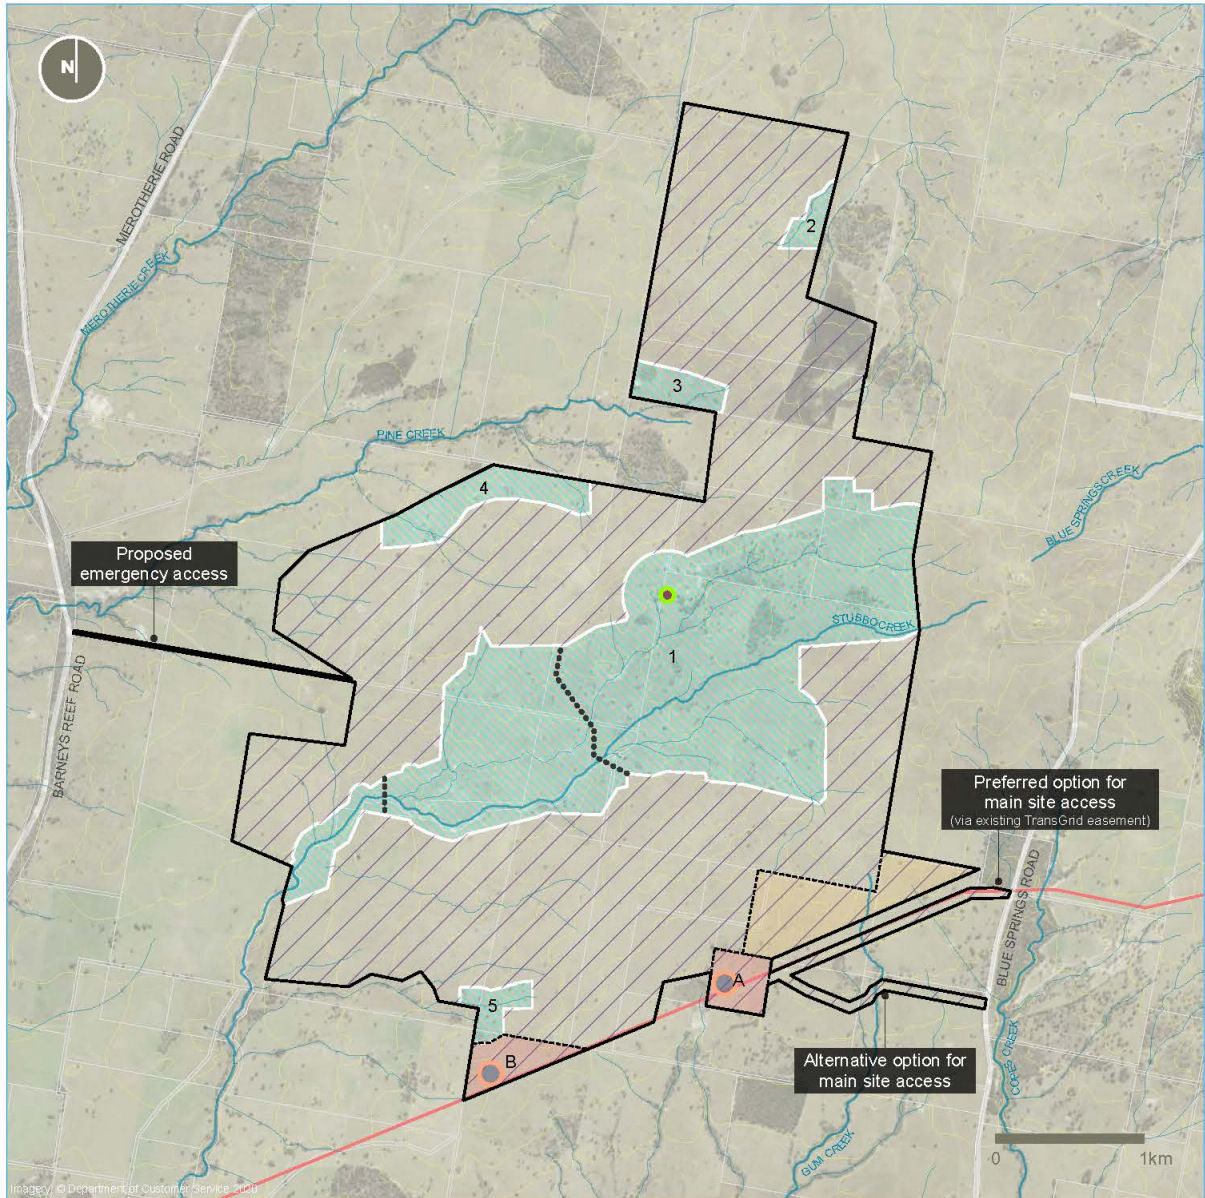 N
MEROTHERIE ROAD
MEROTHERIE CREEK
2
3
PINE CREEK
4
BLUE SPRINGS CREEK
Proposed
emergency access
STUBBO CREEK
1
BARNEYS REEF ROAD
Preferred option for
main site access
(via existing TransGrid easement)
BLUE SPRINGS ROAD
A
5
B
Alternative option for
main site access
COPES CREEK
GUM CREEK
0
1km
Imagery: © Department of Customer Service 2020